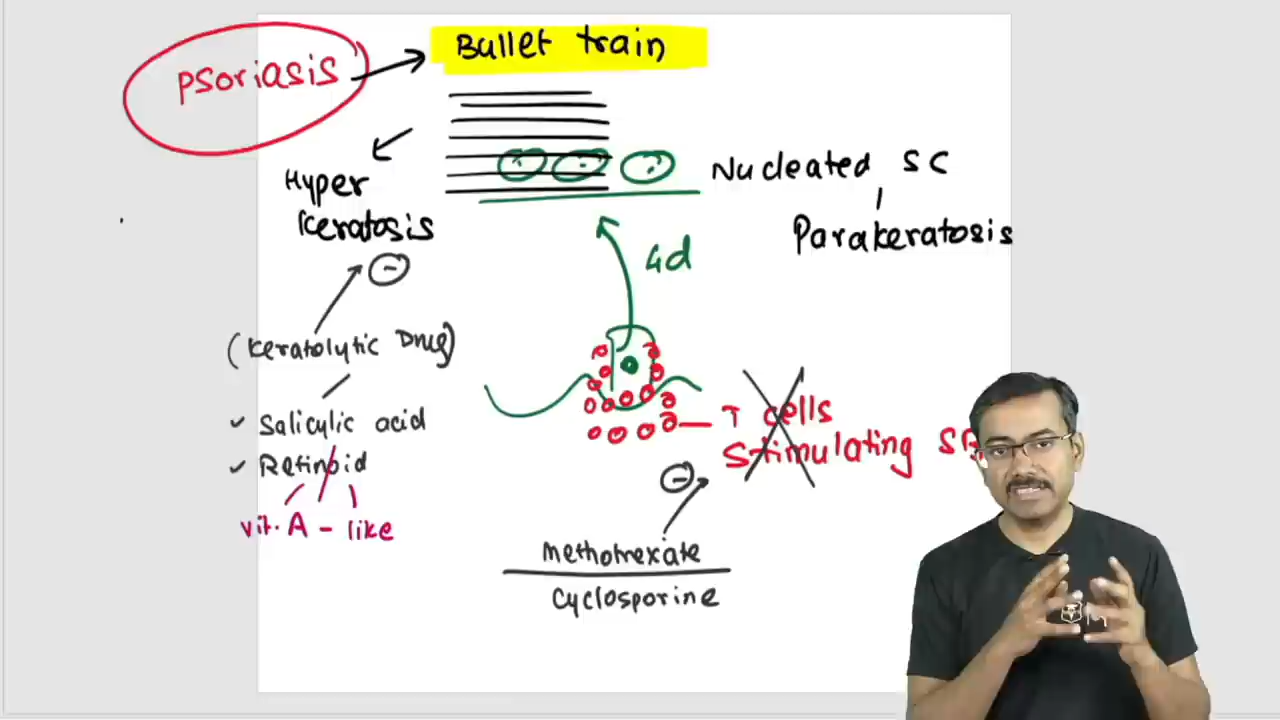 Psoriasis
Bullet train
Hyper
Keratosis
Nucleated SC
Parakeratosis
4d
(Keratolytic Drug)
Salicylic acid
Retinoid
vit. A - like
T cells
Stimulating
Methotrexate
Cyclosporine